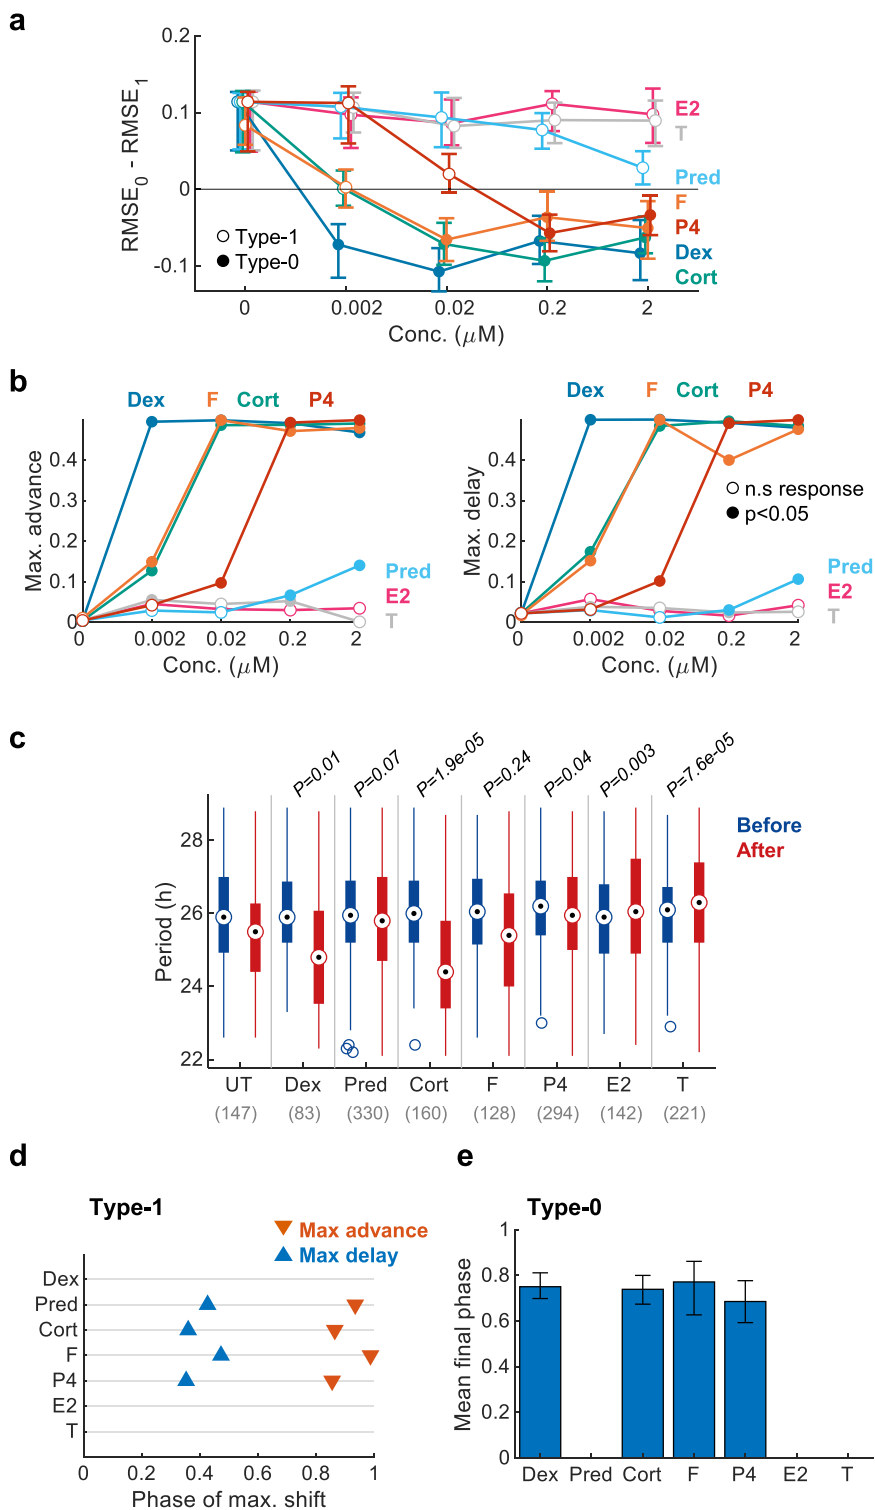 a
RMSE0 - RMSE1
0.2
0.1
0
-0.1
E2
T
Pred
F
P4
Dex
Cort
Type-1
Type-0
0 0.002 0.02 0.2 2
Conc. (μM)
b
Dex F Cort P4
Max. advance
0.4
0.3
0.2
0.1
0
Pred
E2
T
0 0.002 0.02 0.2 2
Conc. (μM)
Dex F Cort P4
Max. delay
0.4
0.3
0.2
0.1
0
n.s response
p<0.05
Pred
E2
T
0 0.002 0.02 0.2 2
Conc. (μM)
c
P=0.01 P=0.07 P=1.9e-05 P=0.24 P=0.04 P=0.003 P=7.6e-05
Period (h)
28
26
24
22
Before
After
UT Dex Pred Cort F P4 E2 T
(147) (83) (330) (160) (128) (294) (142) (221)
d
Type-1
Max advance
Max delay
Dex
Pred
Cort
F
P4
E2
T
0 0.2 0.4 0.6 0.8 1
Phase of max. shift
e
Type-0
Mean final phase
1
0.8
0.6
0.4
0.2
0
Dex Pred Cort F P4 E2 T